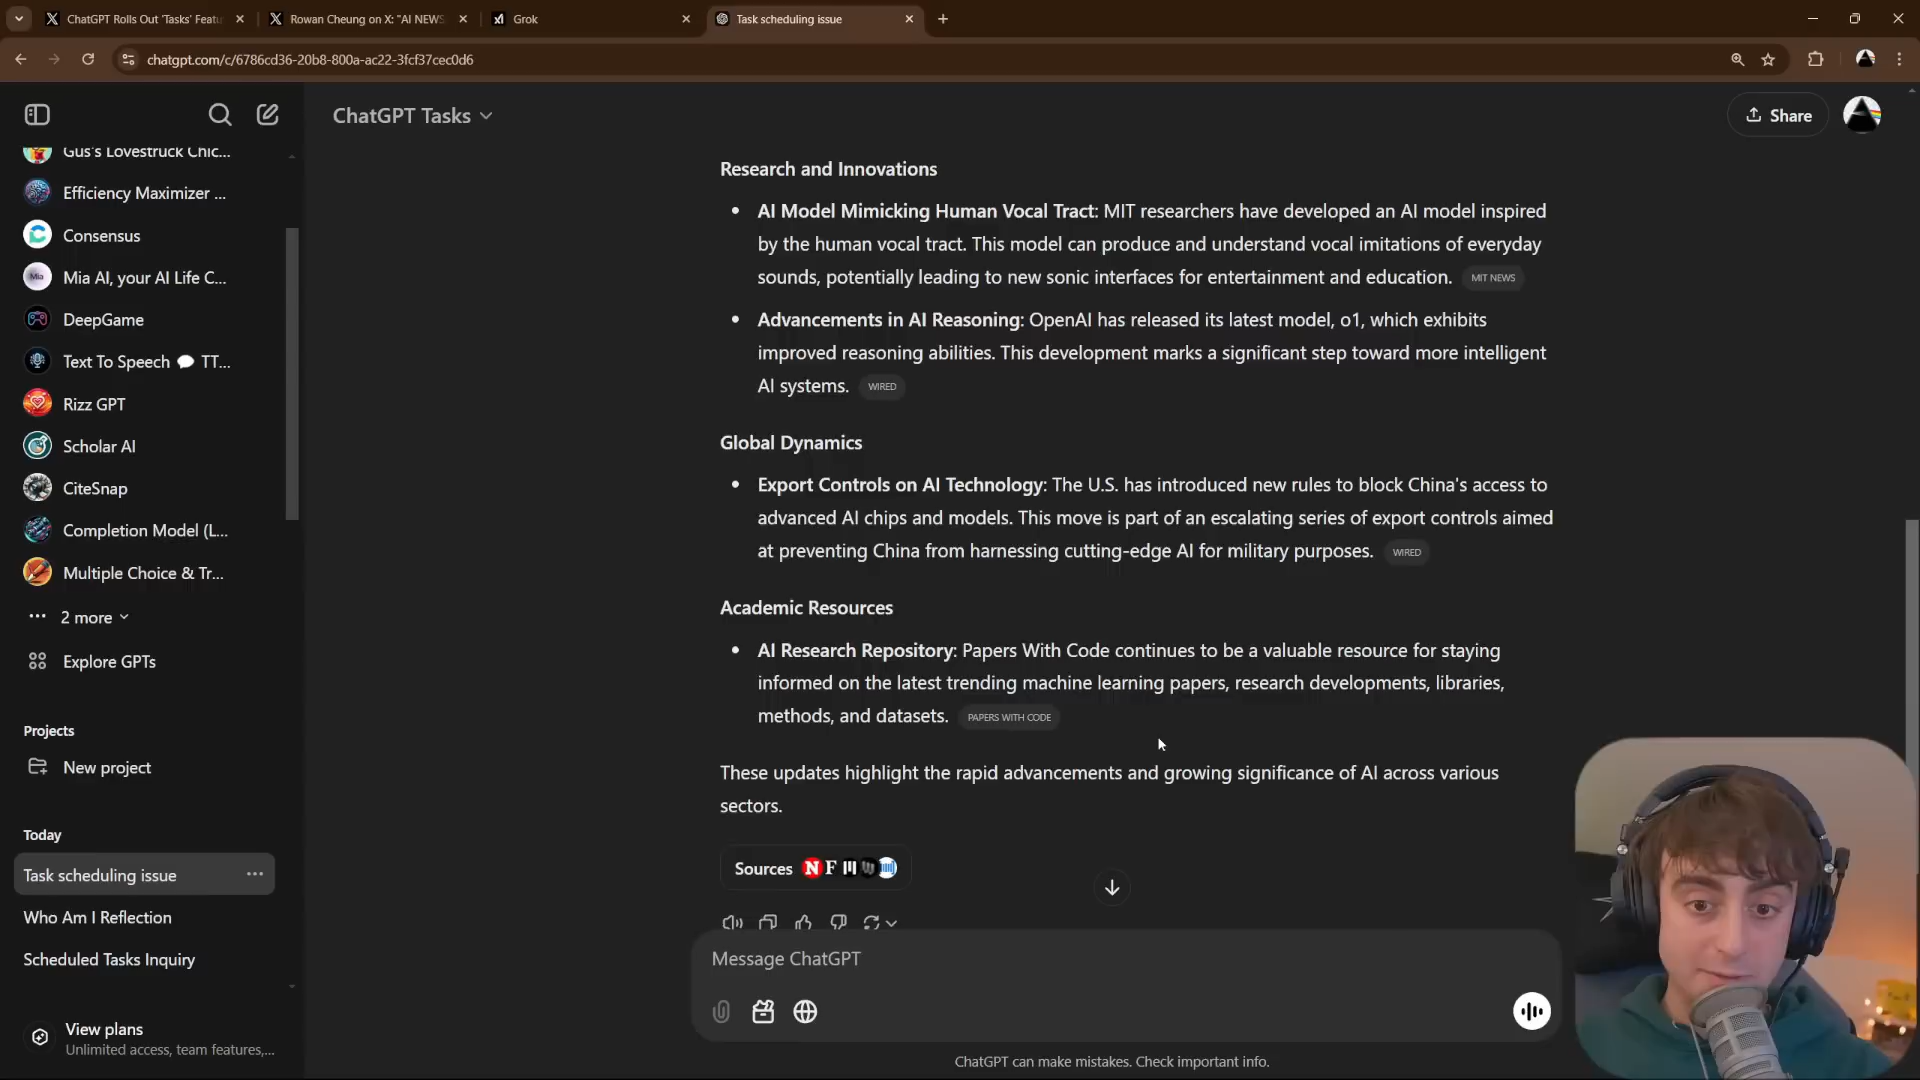 ChatGPT Rolls Out 'Tasks' Featu
Rowan Cheung on X: "AI NEWS
Grok
Task scheduling issue
chatgpt.com/c/6786cd36-20b8-800a-ac22-3fcf37cec0d6
ChatGPT Tasks
Share
Gus's Lovestruck Chic...
Efficiency Maximizer ...
Consensus
Mia AI, your AI Life C...
DeepGame
Text To Speech 💬 TT...
Rizz GPT
Scholar AI
CiteSnap
Completion Model (L...
Multiple Choice & Tr...
2 more
Explore GPTs
Projects
New project
Today
Task scheduling issue
Who Am I Reflection
Scheduled Tasks Inquiry
View plans
Unlimited access, team features,...
Research and Innovations
• AI Model Mimicking Human Vocal Tract: MIT researchers have developed an AI model inspired
by the human vocal tract. This model can produce and understand vocal imitations of everyday
sounds, potentially leading to new sonic interfaces for entertainment and education. MIT NEWS
• Advancements in AI Reasoning: OpenAI has released its latest model, o1, which exhibits
improved reasoning abilities. This development marks a significant step toward more intelligent
AI systems. WIRED
Global Dynamics
• Export Controls on AI Technology: The U.S. has introduced new rules to block China's access to
advanced AI chips and models. This move is part of an escalating series of export controls aimed
at preventing China from harnessing cutting-edge AI for military purposes. WIRED
Academic Resources
• AI Research Repository: Papers With Code continues to be a valuable resource for staying
informed on the latest trending machine learning papers, research developments, libraries,
methods, and datasets. PAPERS WITH CODE
These updates highlight the rapid advancements and growing significance of AI across various
sectors.
Sources
Message ChatGPT
ChatGPT can make mistakes. Check important info.